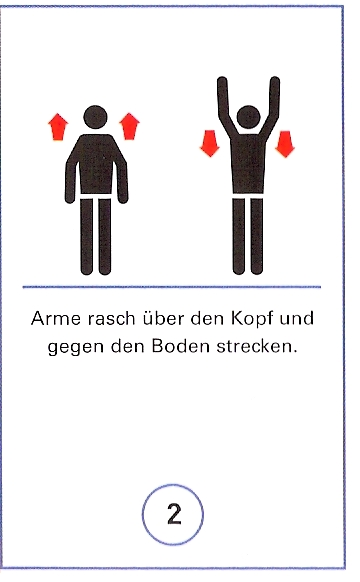 Arme rasch über den Kopf und
gegen den Boden strecken.
2